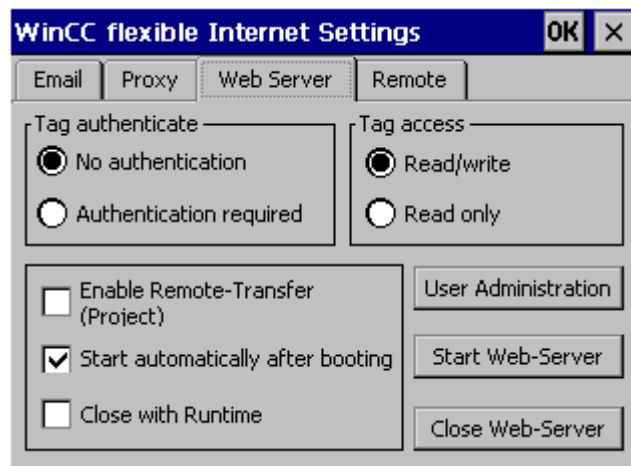 WinCC flexible Internet Settings OK ×
Email Proxy Web Server Remote
Tag authenticate
No authentication
Authentication required
Tag access
Read/write
Read only
Enable Remote-Transfer
(Project)
Start automatically after booting
Close with Runtime
User Administration
Start Web-Server
Close Web-Server